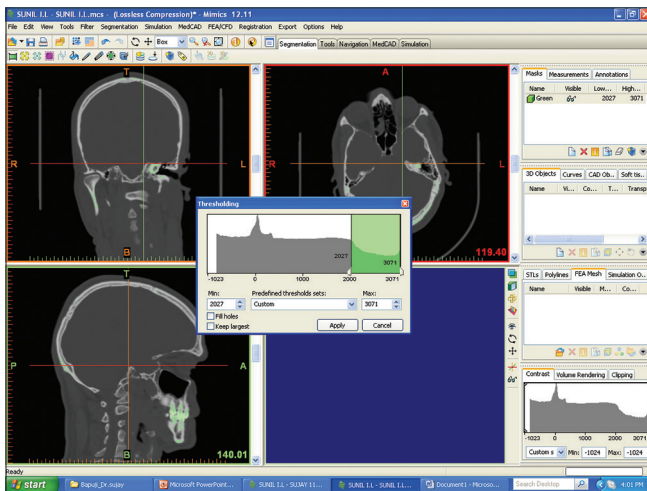 SUNIL I.L - SUNIL I.L.mcs - (Lossless Compression)* - Mimics 12.11
File Edit View Tools Filter Segmentation Simulation MedCAD FEA/CFD Registration Export Options Help
Box
Segmentation Tools Navigation MedCAD Simulation
T
R
L
B
A
R
L
119.40
T
P
A
B
140.01
Thresholding
2027
3071
-1023 0 1000 2000 3071
Min: Predefined thresholds sets: Max:
2027 Custom 3071
Fill holes
Keep largest
Apply Cancel
Masks Measurements Annotations
Name Visible Low... High...
Green 2027 3071
3D Objects Curves CAD Ob.. Soft tis..
Name Vi... Co... T... Transp
STLs Polylines FEA Mesh Simulation O..
Name Visible M... Co...
Contrast Volume Rendering Clipping
-1023 0 1000 2000 3071
Custom s Min: -1024 Max: -1024
Ready
start Bapuji_Dr.sujay Microsoft PowerPoint... SUNIL I.L - SUJAY 11... SUNIL I.L - SUNIL I.L... Document1 - Microso... Search Desktop 4:01 PM